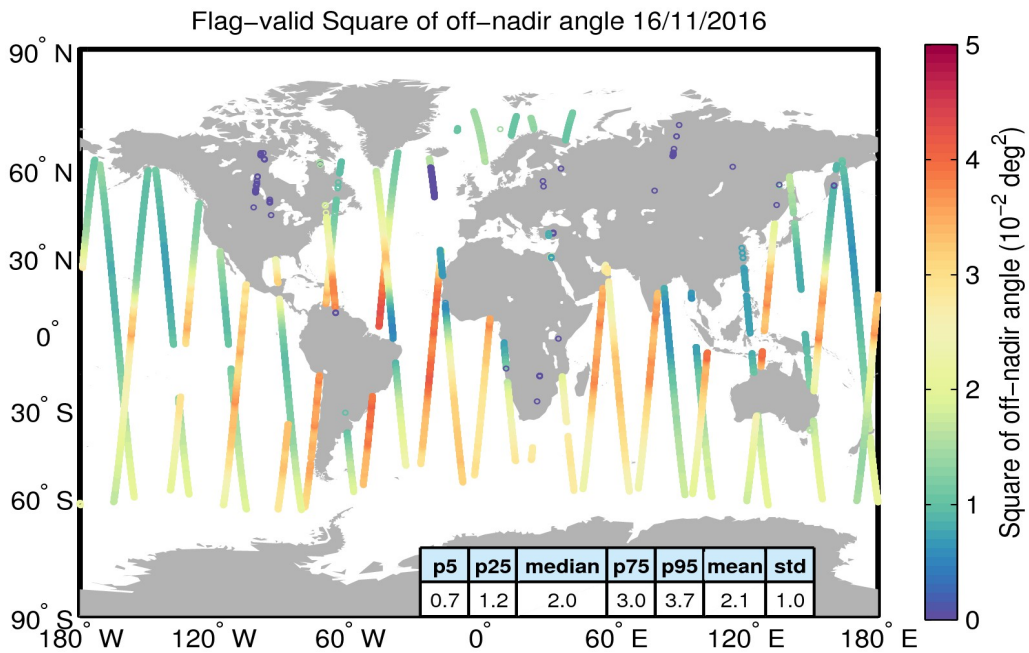 Flag−valid Square of off−nadir angle 16/11/2016
90° N
60° N
30° N
0°
30° S
60° S
90° S
180° W
120° W
60° W
0°
60° E
120° E
180° E
p5 p25 median p75 p95 mean std
0.7 1.2 2.0 3.0 3.7 2.1 1.0
5
4
3
2
1
0
Square of off−nadir angle (10⁻² deg²)